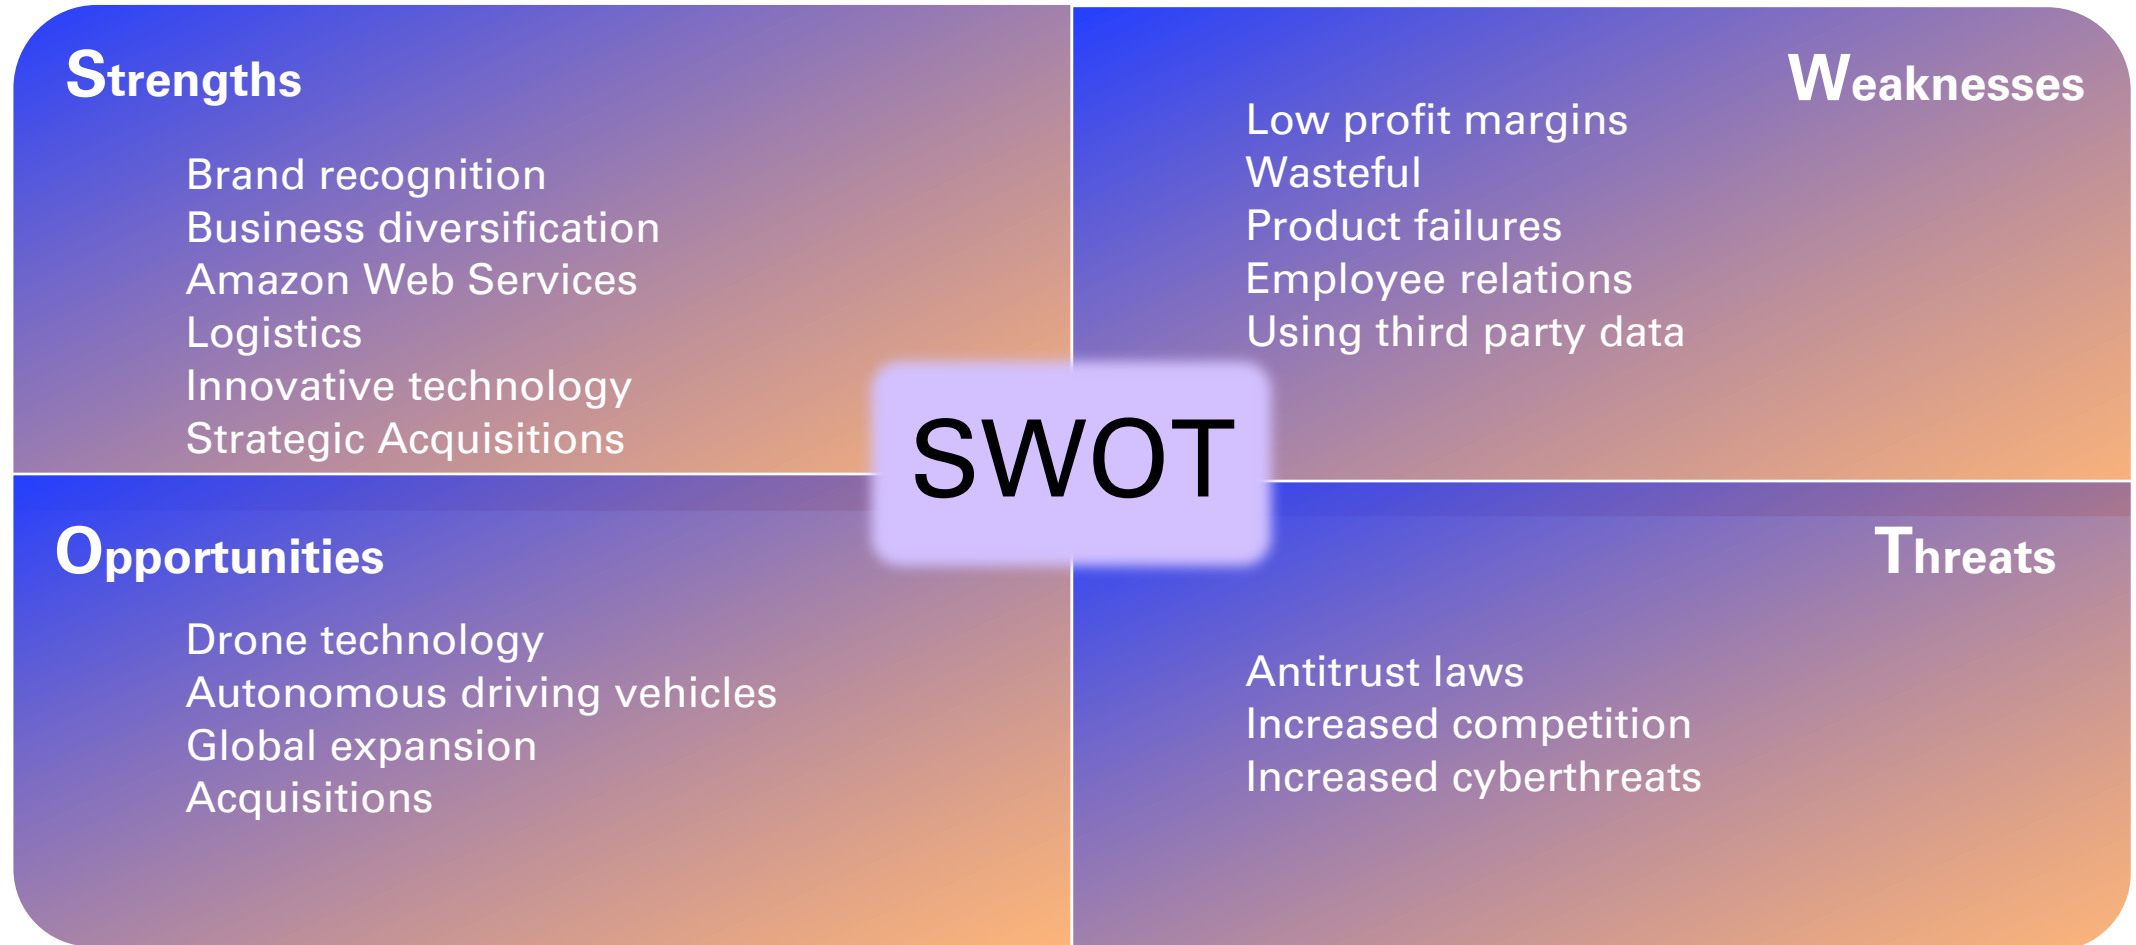 Strengths
Brand recognition
Business diversification
Amazon Web Services
Logistics
Innovative technology
Strategic Acquisitions
Weaknesses
Low profit margins
Wasteful
Product failures
Employee relations
Using third party data
SWOT
Opportunities
Drone technology
Autonomous driving vehicles
Global expansion
Acquisitions
Threats
Antitrust laws
Increased competition
Increased cyberthreats